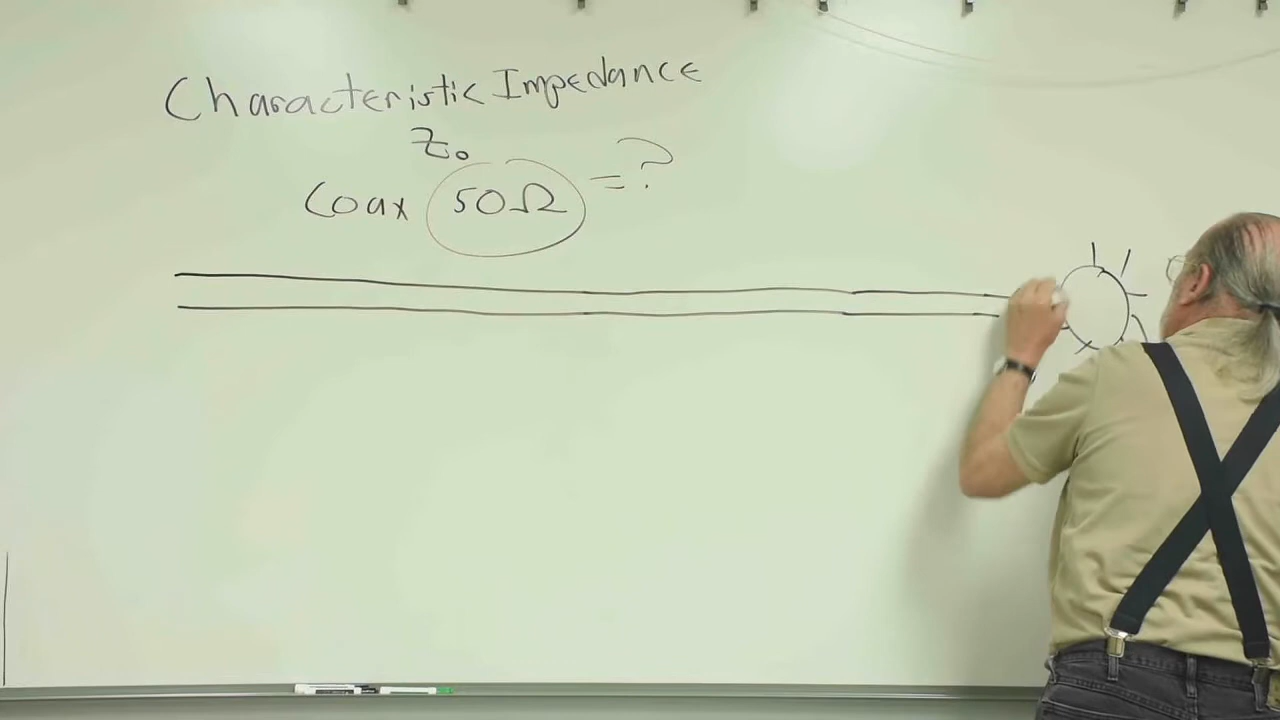 Characteristic Impedance
Z₀
Coax 50Ω =?